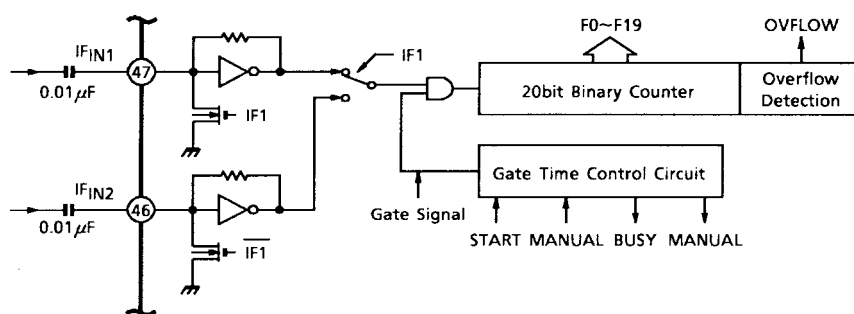 F0~F19
OVFLOW
IFIN1
47
IF1
0.01μF
IF1
20bit Binary Counter
Overflow
Detection
IFIN2
46
0.01μF
IF1
Gate Signal
Gate Time Control Circuit
START MANUAL BUSY MANUAL